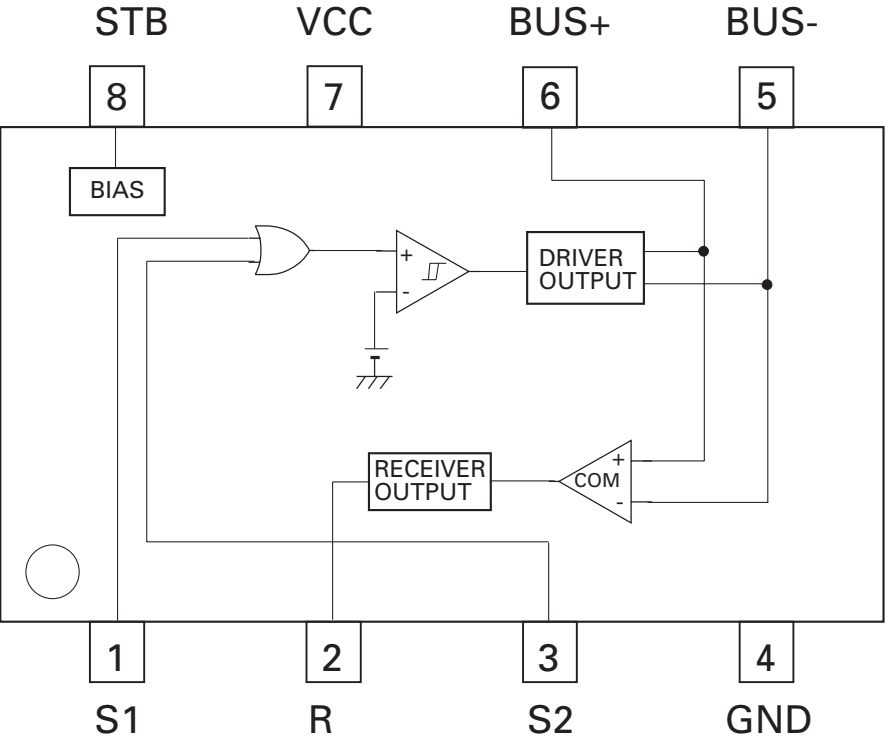 STB VCC BUS+ BUS-
8 7 6 5
BIAS
+
-
DRIVER
OUTPUT
RECEIVER
OUTPUT
+
COM
-
1 2 3 4
S1 R S2 GND